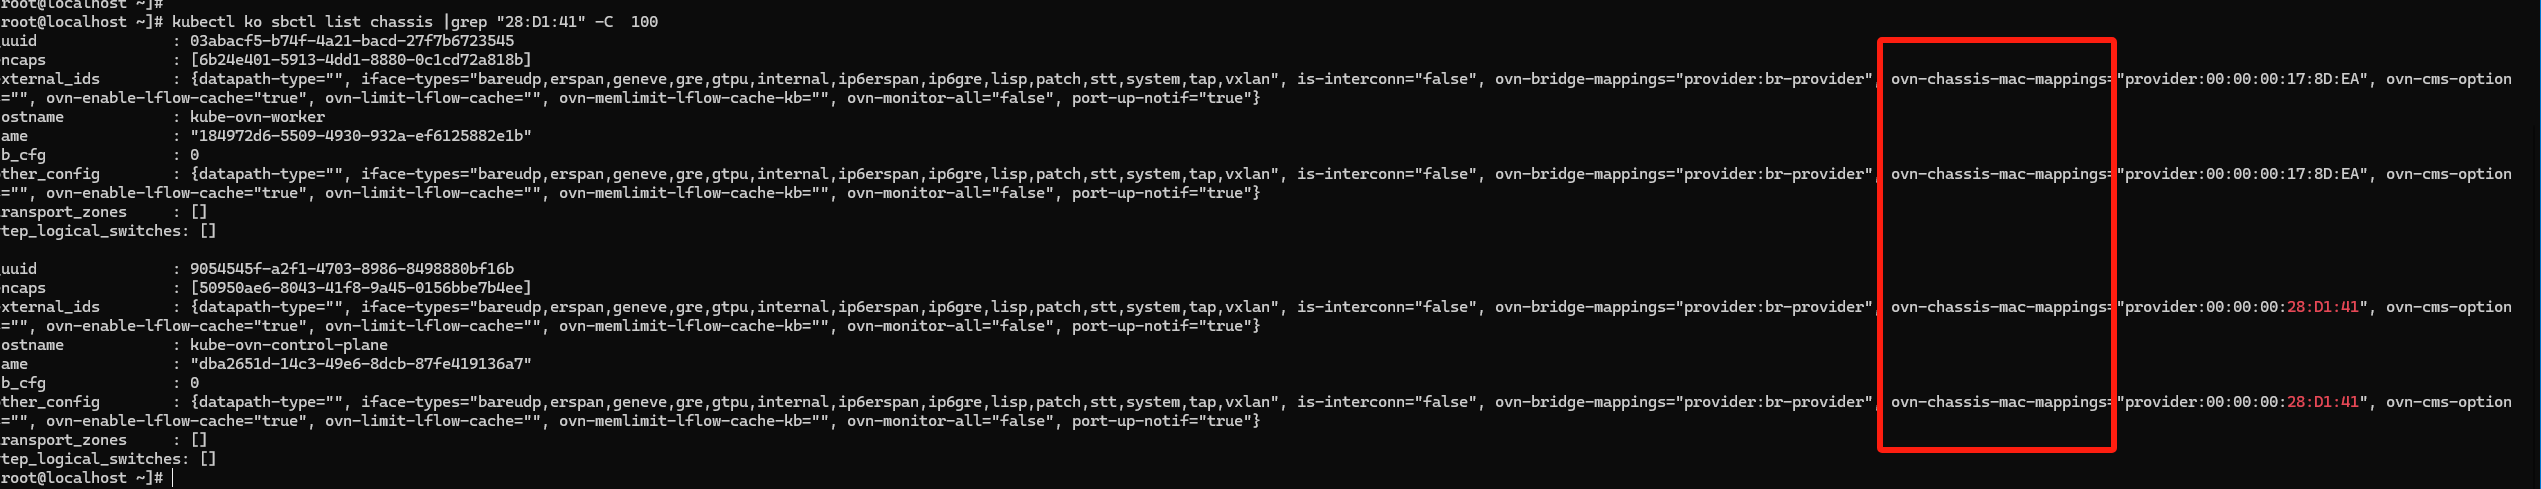 root@localhost ~]#
root@localhost ~]# kubectl ko sbctl list chassis |grep "28:D1:41" -C  100
uuid               : 03abacf5-b74f-4a21-bacd-27f7b6723545
ncaps              : [6b24e401-5913-4dd1-8880-0c1cd72a818b]
xternal_ids        : {datapath-type="", iface-types="bareudp,erspan,geneve,gre,gtpu,internal,ip6erspan,ip6gre,lisp,patch,stt,system,tap,vxlan", is-interconn="false", ovn-bridge-mappings="provider:br-provider", ovn-chassis-mac-mappings="provider:00:00:00:17:8D:EA", ovn-cms-option
="", ovn-enable-lflow-cache="true", ovn-limit-lflow-cache="", ovn-memlimit-lflow-cache-kb="", ovn-monitor-all="false", port-up-notif="true"}
ostname            : kube-ovn-worker
ame                : "184972d6-5509-4930-932a-ef6125882e1b"
b_cfg              : 0
ther_config        : {datapath-type="", iface-types="bareudp,erspan,geneve,gre,gtpu,internal,ip6erspan,ip6gre,lisp,patch,stt,system,tap,vxlan", is-interconn="false", ovn-bridge-mappings="provider:br-provider", ovn-chassis-mac-mappings="provider:00:00:00:17:8D:EA", ovn-cms-option
="", ovn-enable-lflow-cache="true", ovn-limit-lflow-cache="", ovn-memlimit-lflow-cache-kb="", ovn-monitor-all="false", port-up-notif="true"}
ransport_zones     : []
tep_logical_switches: []
uuid               : 9054545f-a2f1-4703-8986-8498880bf16b
ncaps              : [50950ae6-8043-41f8-9a45-0156bbe7b4ee]
xternal_ids        : {datapath-type="", iface-types="bareudp,erspan,geneve,gre,gtpu,internal,ip6erspan,ip6gre,lisp,patch,stt,system,tap,vxlan", is-interconn="false", ovn-bridge-mappings="provider:br-provider", ovn-chassis-mac-mappings="provider:00:00:00:28:D1:41", ovn-cms-option
="", ovn-enable-lflow-cache="true", ovn-limit-lflow-cache="", ovn-memlimit-lflow-cache-kb="", ovn-monitor-all="false", port-up-notif="true"}
ostname            : kube-ovn-control-plane
ame                : "dba2651d-14c3-49e6-8dcb-87fe419136a7"
b_cfg              : 0
ther_config        : {datapath-type="", iface-types="bareudp,erspan,geneve,gre,gtpu,internal,ip6erspan,ip6gre,lisp,patch,stt,system,tap,vxlan", is-interconn="false", ovn-bridge-mappings="provider:br-provider", ovn-chassis-mac-mappings="provider:00:00:00:28:D1:41", ovn-cms-option
="", ovn-enable-lflow-cache="true", ovn-limit-lflow-cache="", ovn-memlimit-lflow-cache-kb="", ovn-monitor-all="false", port-up-notif="true"}
ransport_zones     : []
tep_logical_switches: []
root@localhost ~]#